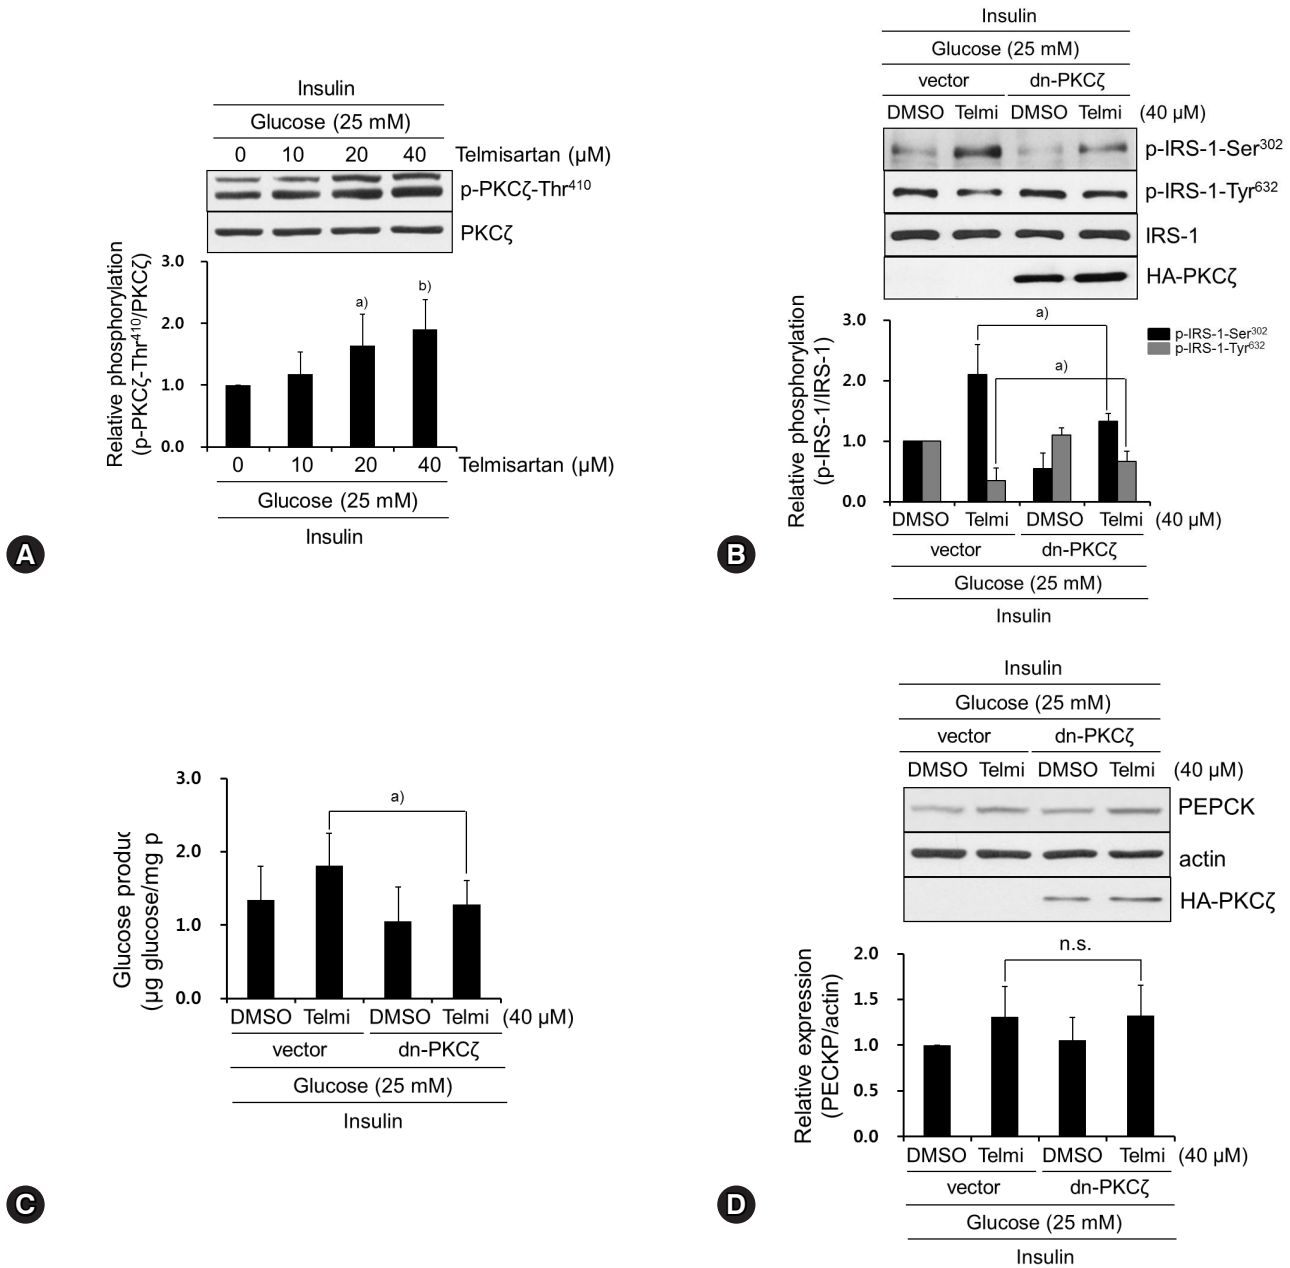 Insulin
Glucose (25 mM)
0 10 20 40 Telmisartan (µM)
p-PKCζ-Thr410
PKCζ
Relative phosphorylation
(p-PKCζ-Thr410/PKCζ)
3.0
2.0
1.0
0.0
a)
b)
0 10 20 40 Telmisartan (µM)
Glucose (25 mM)
Insulin
A
Insulin
Glucose (25 mM)
vector dn-PKCζ
DMSO Telmi DMSO Telmi (40 µM)
p-IRS-1-Ser302
p-IRS-1-Tyr632
IRS-1
HA-PKCζ
Relative phosphorylation
(p-IRS-1/IRS-1)
3.0
2.0
1.0
0.0
a)
a)
p-IRS-1-Ser302
p-IRS-1-Tyr632
DMSO Telmi DMSO Telmi (40 µM)
vector dn-PKCζ
Glucose (25 mM)
Insulin
B
Glucose produc
(µg glucose/mg p
3.0
2.0
1.0
0.0
a)
DMSO Telmi DMSO Telmi (40 µM)
vector dn-PKCζ
Glucose (25 mM)
Insulin
C
Insulin
Glucose (25 mM)
vector dn-PKCζ
DMSO Telmi DMSO Telmi (40 µM)
PEPCK
actin
HA-PKCζ
Relative expression
(PECKP/actin)
2.0
1.5
1.0
0.5
0.0
n.s.
DMSO Telmi DMSO Telmi (40 µM)
vector dn-PKCζ
Glucose (25 mM)
Insulin
D